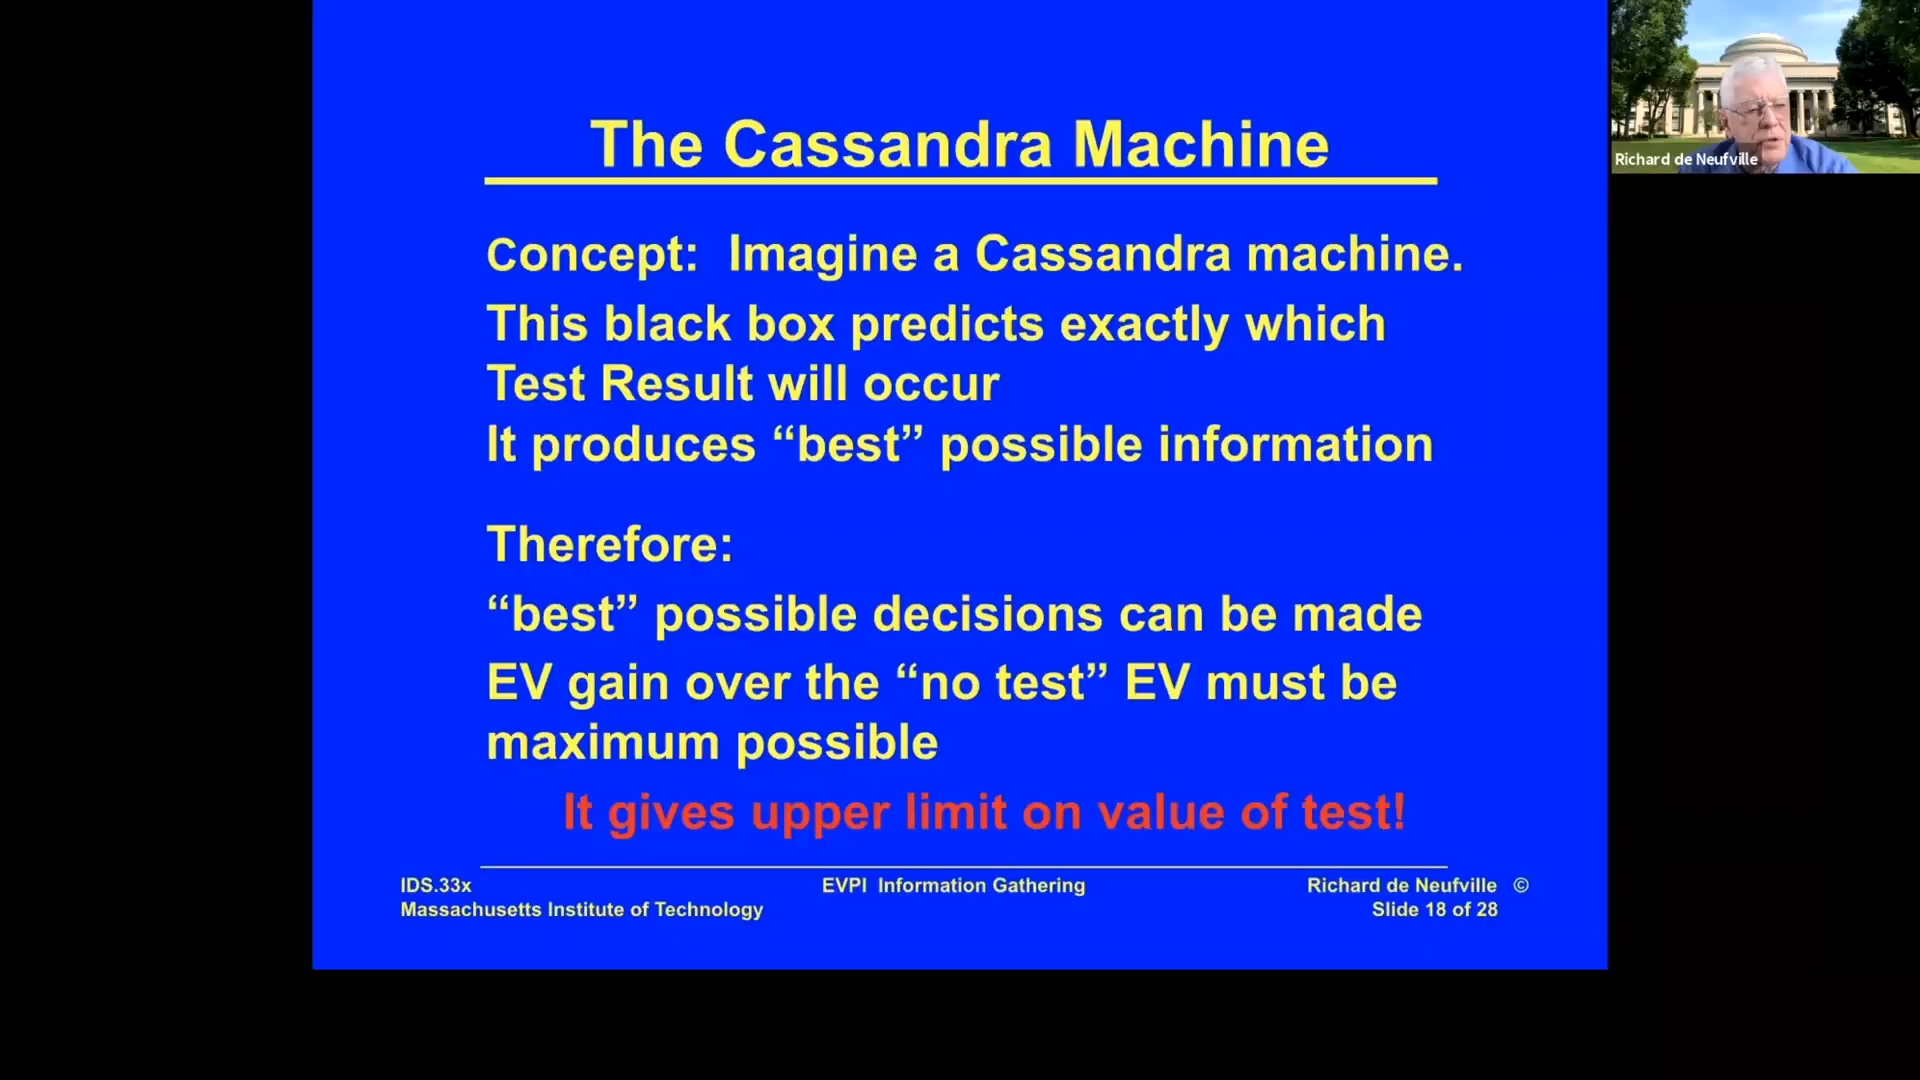 The Cassandra Machine
Concept: Imagine a Cassandra machine.
This black box predicts exactly which
Test Result will occur
It produces “best” possible information
Therefore:
“best” possible decisions can be made
EV gain over the “no test” EV must be
maximum possible
It gives upper limit on value of test!
IDS.33x
Massachusetts Institute of Technology
EVPI Information Gathering
Richard de Neufville ©
Slide 18 of 28
Richard de Neufville